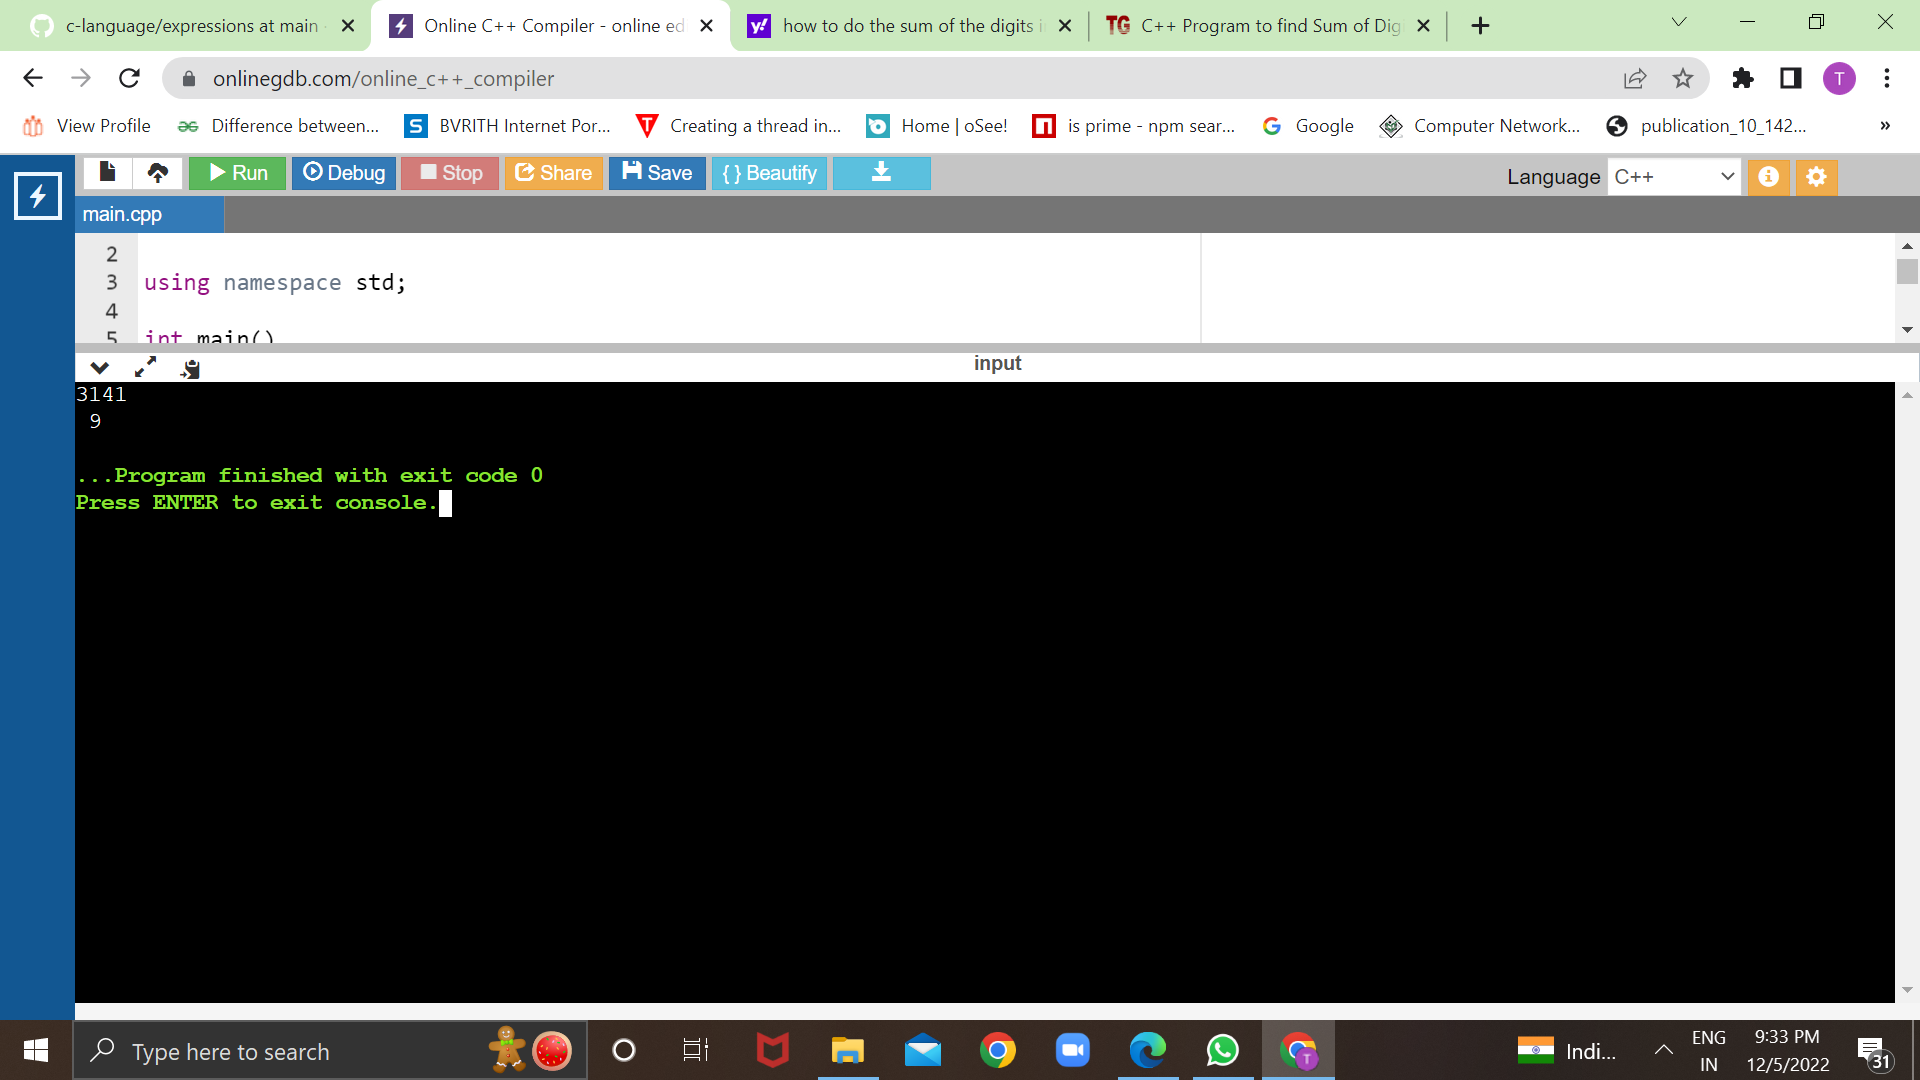 c-language/expressions at main
Online C++ Compiler - online ed
how to do the sum of the digits i
TG C++ Program to find Sum of Dig
onlinegdb.com/online_c++_compiler
T
View Profile
Difference between...
S BVRITH Internet Por...
Creating a thread in...
Home | oSee!
is prime - npm sear...
Google
Computer Network...
publication_10_142...
»
Run
Debug
Stop
Share
Save
{ } Beautify
Language C++
main.cpp
2
3 using namespace std;
4
5 int main()
input
3141
9
...Program finished with exit code 0
Press ENTER to exit console.
Type here to search
T
Indi...
ENG
IN
9:33 PM
12/5/2022
31